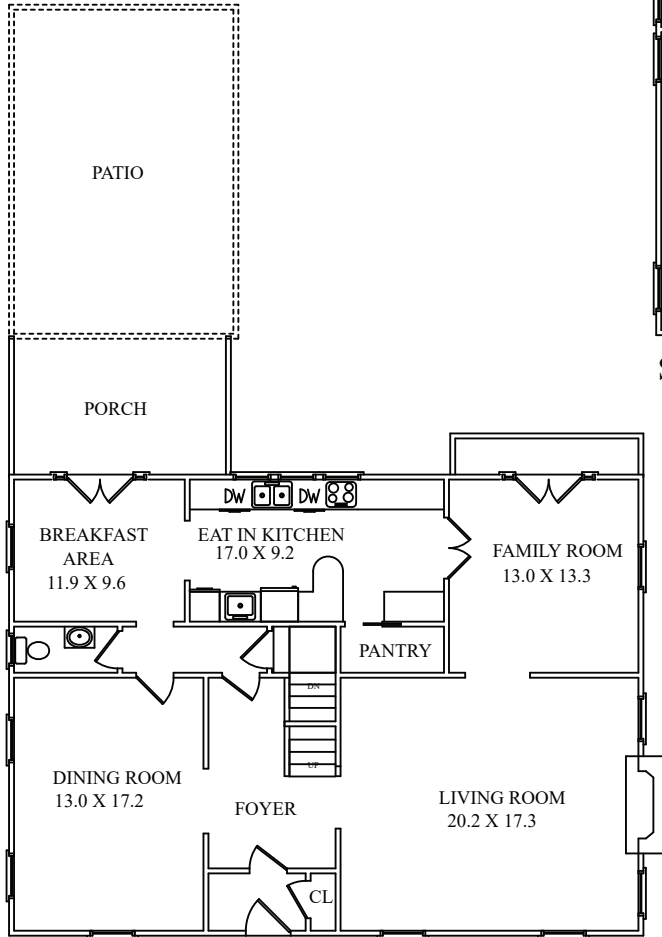 PATIO
S
PORCH
DW
DW
BREAKFAST
AREA
11.9 X 9.6
EAT IN KITCHEN
17.0 X 9.2
FAMILY ROOM
13.0 X 13.3
PANTRY
DN
UP
DINING ROOM
13.0 X 17.2
FOYER
LIVING ROOM
20.2 X 17.3
CL